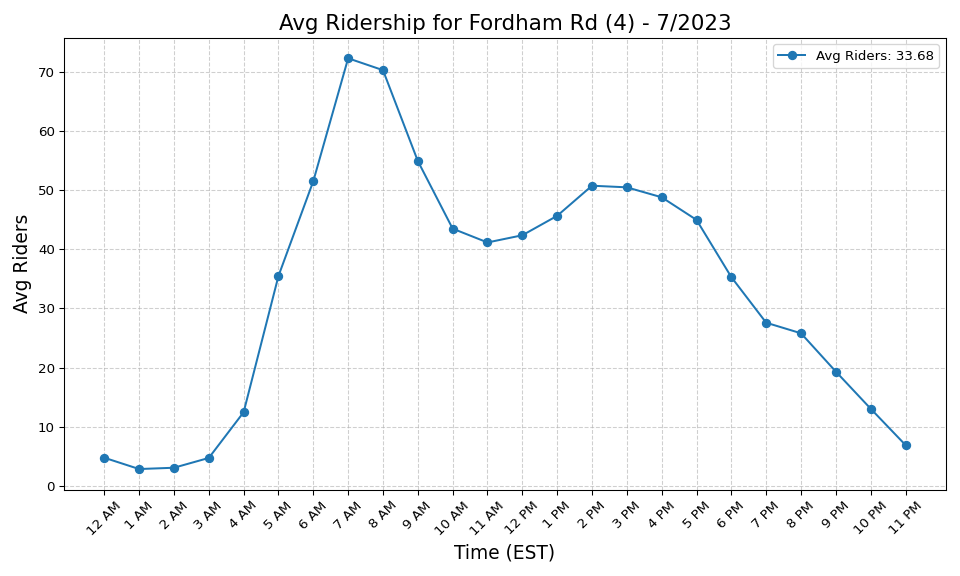 Avg Ridership for Fordham Rd (4) - 7/2023
Avg Riders: 33.68
Avg Riders
70
60
50
40
30
20
10
0
12 AM
1 AM
2 AM
3 AM
4 AM
5 AM
6 AM
7 AM
8 AM
9 AM
10 AM
11 AM
12 PM
1 PM
2 PM
3 PM
4 PM
5 PM
6 PM
7 PM
8 PM
9 PM
10 PM
11 PM
Time (EST)